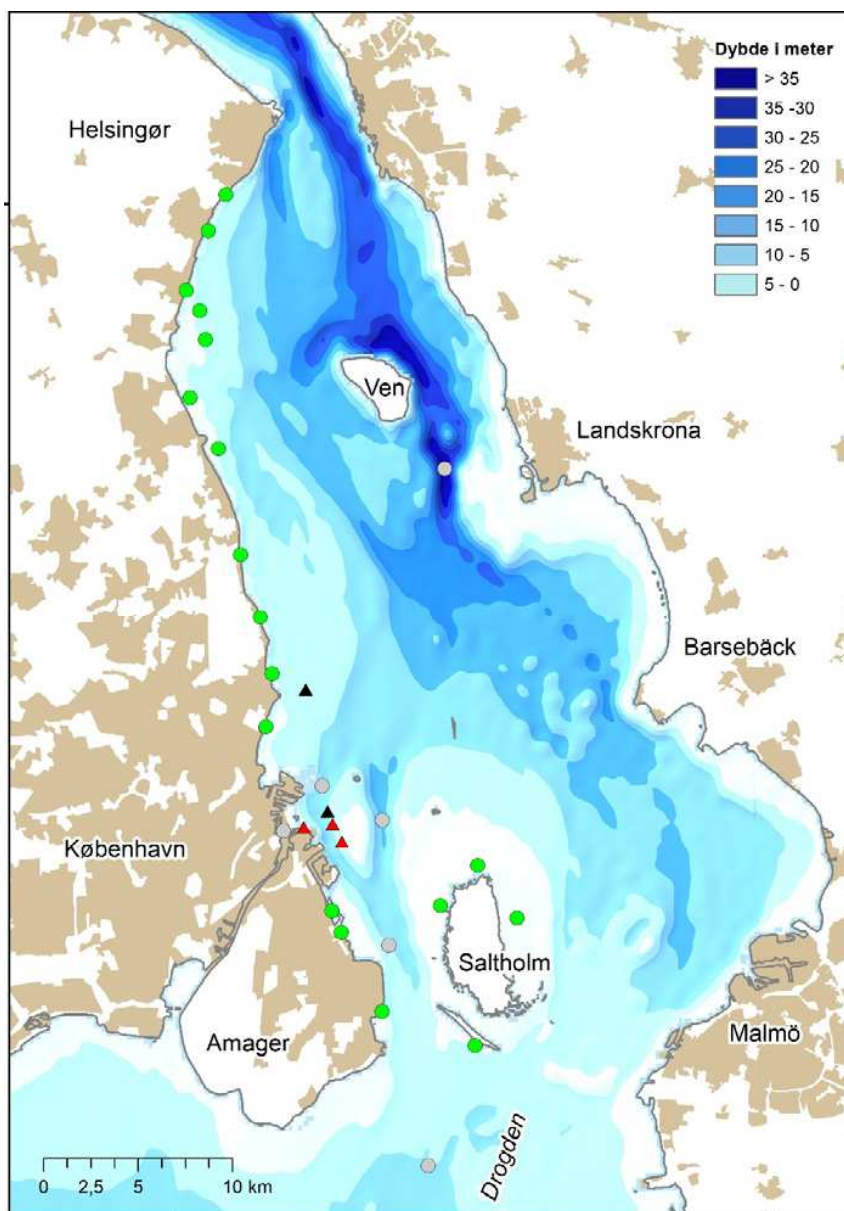 Dybde i meter
> 35
35 -30
30 - 25
25 - 20
20 - 15
15 - 10
10 - 5
5 - 0
Helsingør
Ven
Landskrona
Barsebäck
København
Saltholm
Amager
Malmö
Drogden
0 2,5 5 10 km